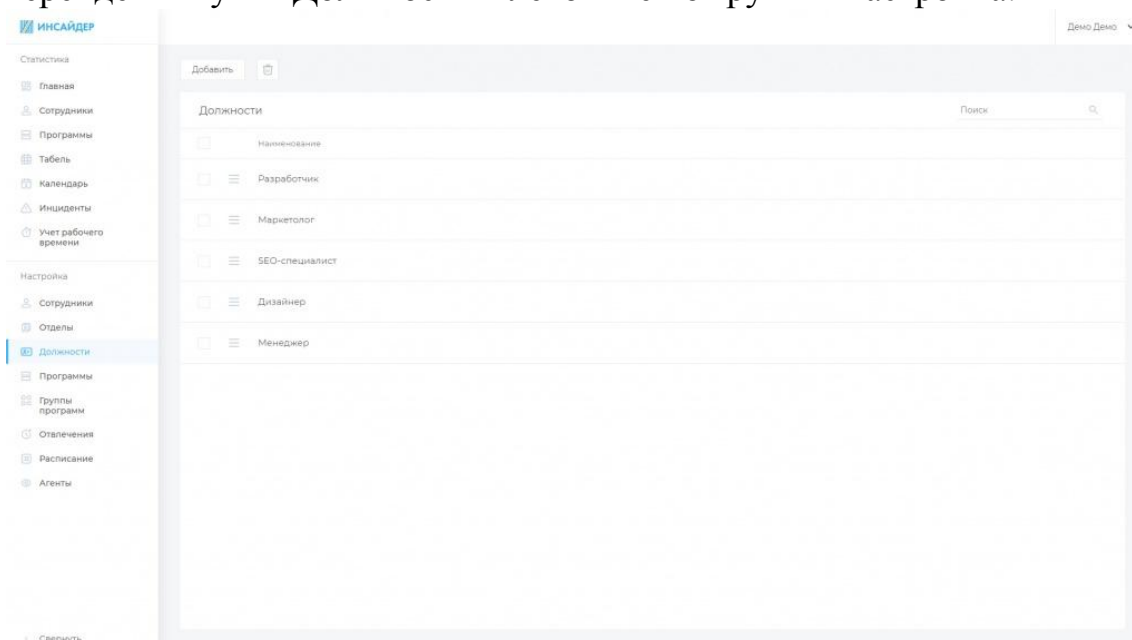 ИНСАЙДЕР
Демо Демо
Статистика
Главная
Сотрудники
Программы
Табель
Календарь
Инциденты
Учет рабочего
времени
Настройка
Сотрудники
Отделы
Должности
Программы
Группы
программ
Отвлечения
Расписание
Агенты
Свернуть
Добавить
Должности
Поиск
Наименование
Разработчик
Маркетолог
SEO-специалист
Дизайнер
Менеджер